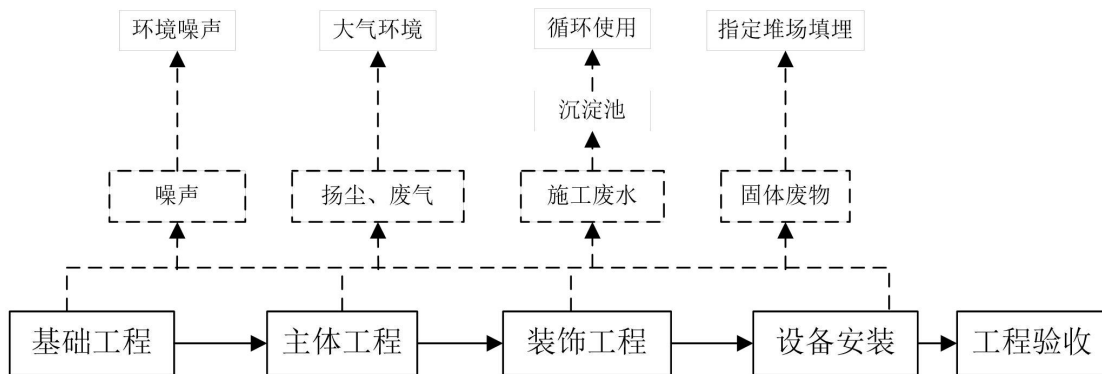 环境噪声
大气环境
循环使用
指定堆场填埋
沉淀池
噪声
扬尘、废气
施工废水
固体废物
基础工程
主体工程
装饰工程
设备安装
工程验收